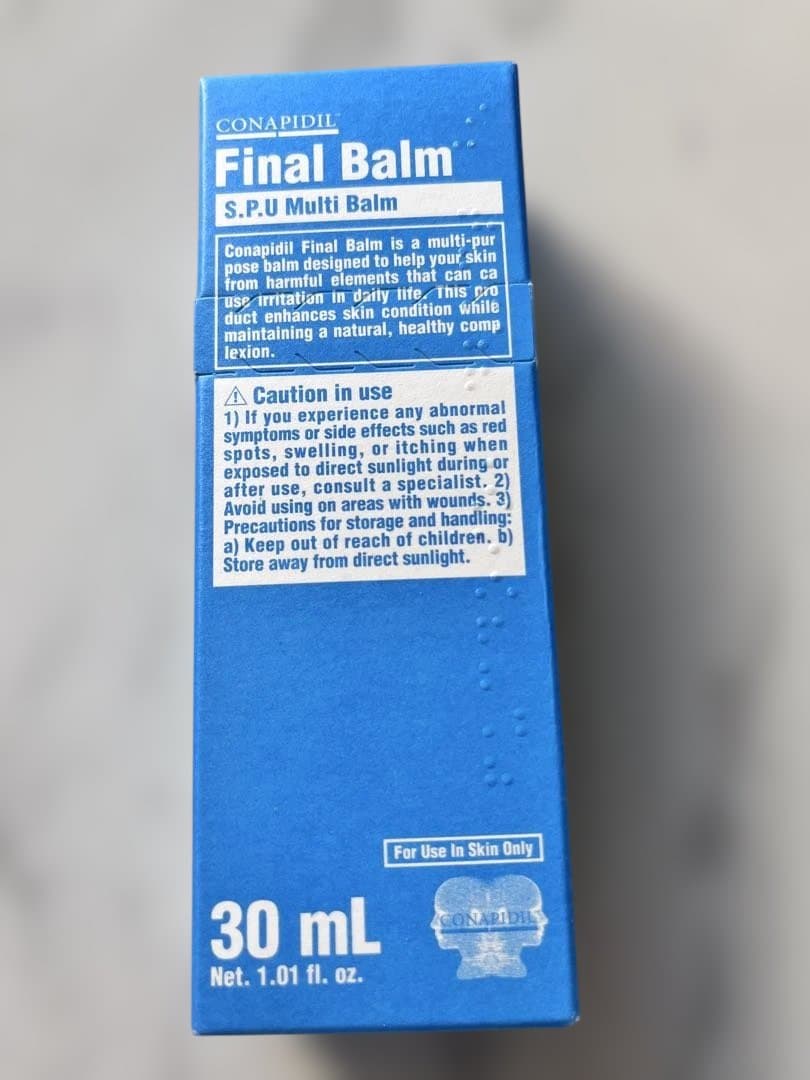 CONAPIDIL™
Final Balm
S.P.U Multi Balm
Conapidil Final Balm is a multi-pur
pose balm designed to help your skin
from harmful elements that can ca
use irritation in daily life. This pro
duct enhances skin condition while
maintaining a natural, healthy comp
lexion.
⚠ Caution in use
1) If you experience any abnormal
symptoms or side effects such as red
spots, swelling, or itching when
exposed to direct sunlight during or
after use, consult a specialist. 2)
Avoid using on areas with wounds. 3)
Precautions for storage and handling:
a) Keep out of reach of children. b)
Store away from direct sunlight.
For Use In Skin Only
CONAPIDIL
30 mL
Net. 1.01 fl. oz.